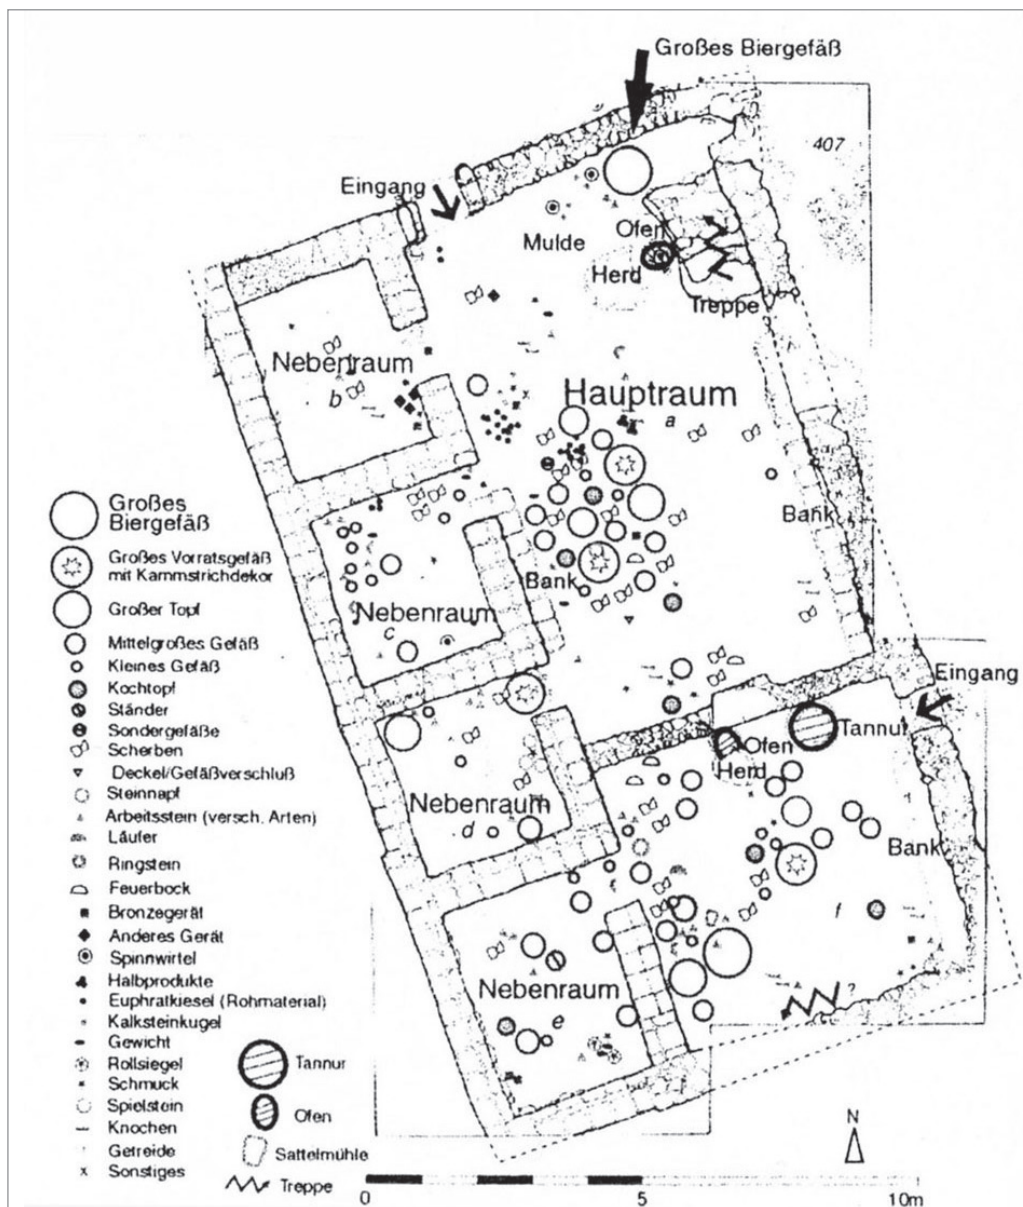 Großes Biergefäß
407
Eingang
Ofen
Mulde
Herd
Treppe
Nebenraum
b
Hauptraum
a
Bank
Bank
Nebenraum
c
Eingang
Tannur
Ofen
Herd
Nebenraum
d
Bank
f
Nebenraum
e
?
Großes
Biergefäß
Großes Vorratsgefäß
mit Kammstrichdekor
Großer Topf
Mittelgroßes Gefäß
Kleines Gefäß
Kochtopf
Ständer
Sondergefäße
Scherben
Deckel/Gefäßverschluß
Steinnapf
Arbeitsstein (versch. Arten)
Läufer
Ringstein
Feuerbock
Bronzegerät
Anderes Gerät
Spinnwirtel
Halbprodukte
Euphratkiesel (Rohmaterial)
Kalksteinkugel
Gewicht
Rollsiegel
Schmuck
Spielstein
Knochen
Getreide
Sonstiges
Tannur
Ofen
Sattelmühle
Treppe
N
0 5 10m